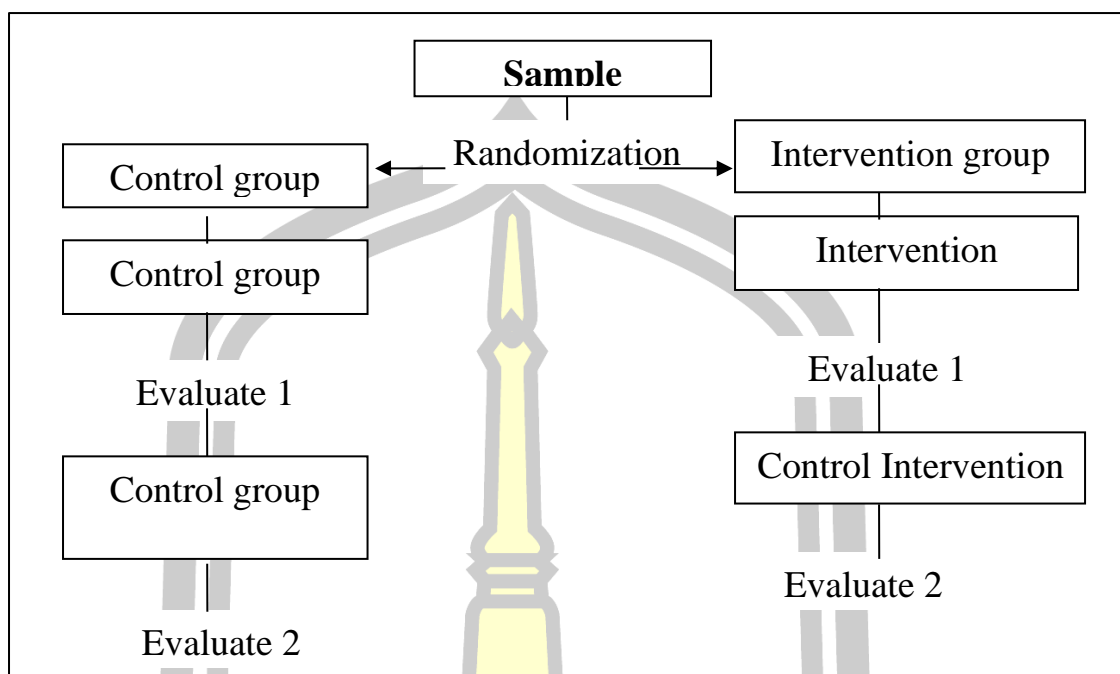 Sample
Randomization
Control group
Intervention group
Control group
Intervention
Evaluate 1
Evaluate 1
Control group
Control Intervention
Evaluate 2
Evaluate 2